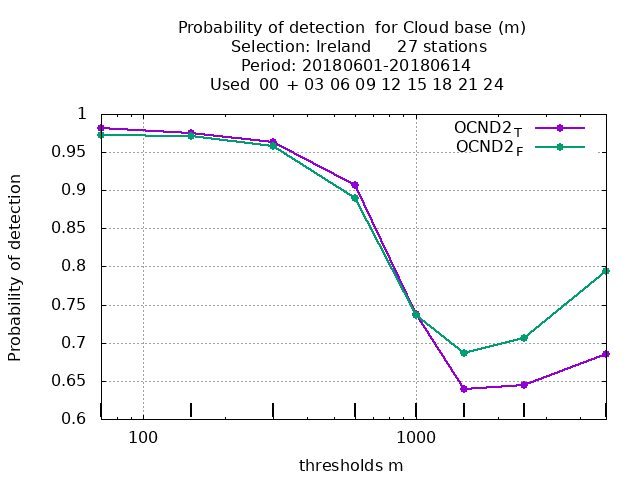 Probability of detection  for Cloud base (m)
Selection: Ireland     27 stations
Period: 20180601-20180614
Used  00 + 03 06 09 12 15 18 21 24
OCND2T
OCND2F
Probability of detection
1
0.95
0.9
0.85
0.8
0.75
0.7
0.65
0.6
100
1000
thresholds m